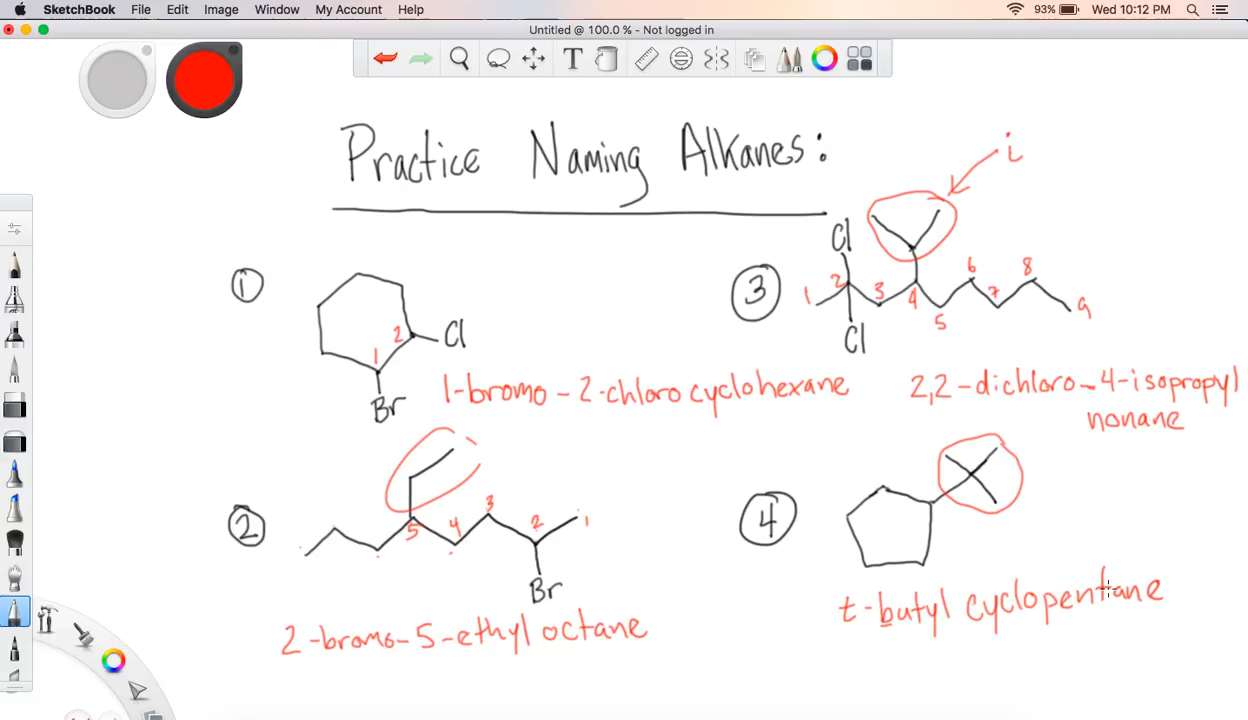 SketchBook File Edit Image Window My Account Help 93% Wed 10:12 PM
Untitled @ 100.0 % - Not logged in
T
Practice Naming Alkanes:
1
2
Cl
1
Br
1-bromo-2-chlorocyclohexane
3
i
Cl
1 2 3 4 5 6 7 8 9
Cl
2,2-dichloro-4-isopropyl
nonane
2
5 4 3 2 1
Br
2-bromo-5-ethyl octane
4
t-butyl cyclopentane